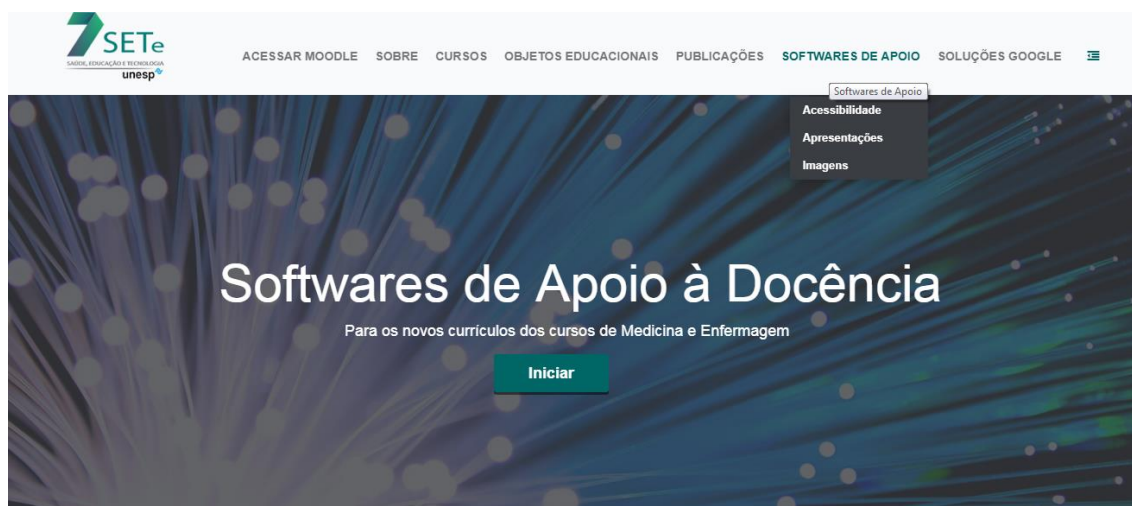 7 SETe
SAÚDE, EDUCAÇÃO E TECNOLOGIA
unesp
ACESSAR MOODLE SOBRE CURSOS OBJETOS EDUCACIONAIS PUBLICAÇÕES SOFTWARES DE APOIO SOLUÇÕES GOOGLE
Softwares de Apoio
Acessibilidade
Apresentações
Imagens
Softwares de Apoio à Docência
Para os novos currículos dos cursos de Medicina e Enfermagem
Iniciar